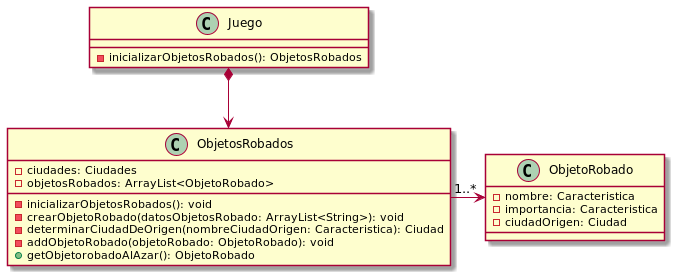 C Juego
inicializarObjetosRobados(): ObjetosRobados
C ObjetosRobados
ciudades: Ciudades
objetosRobados: ArrayList<ObjetoRobado>
inicializarObjetosRobados(): void
crearObjetoRobado(datosObjetosRobado: ArrayList<String>): void
determinarCiudadDeOrigen(nombreCiudadOrigen: Caracteristica): Ciudad
addObjetoRobado(objetoRobado: ObjetoRobado): void
getObjetorobadoAlAzar(): ObjetoRobado
1..*
C ObjetoRobado
nombre: Caracteristica
importancia: Caracteristica
ciudadOrigen: Ciudad